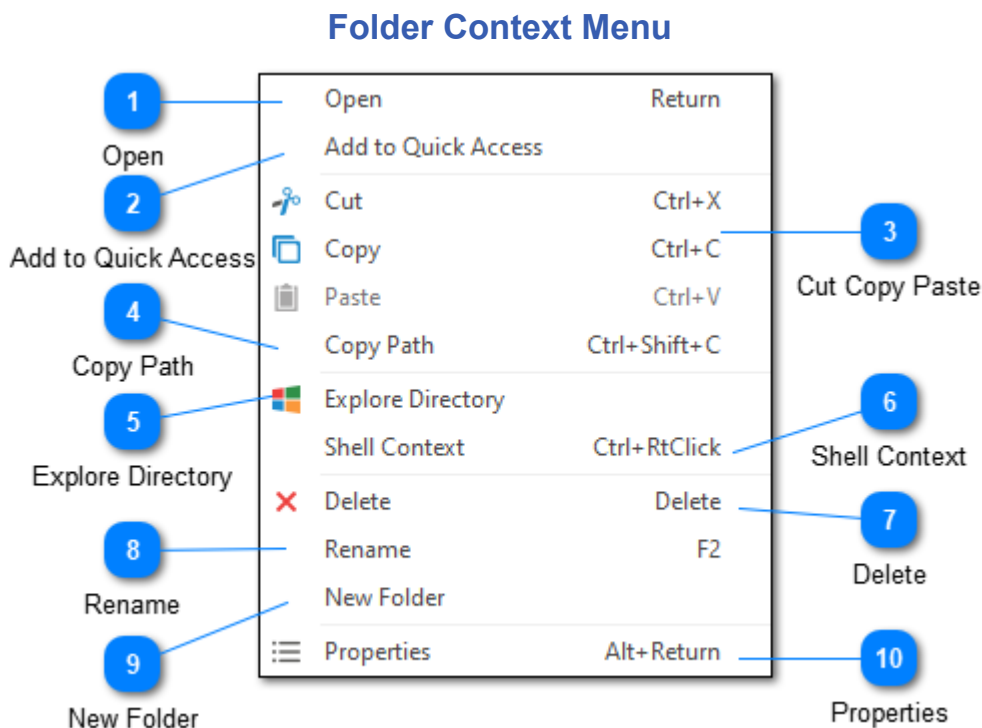 Folder Context Menu
1
Open
2
Add to Quick Access
4
Copy Path
5
Explore Directory
8
Rename
9
New Folder
Open Return
Add to Quick Access
Cut Ctrl+X
Copy Ctrl+C
Paste Ctrl+V
Copy Path Ctrl+Shift+C
Explore Directory
Shell Context Ctrl+RtClick
Delete Delete
Rename F2
New Folder
Properties Alt+Return
3
Cut Copy Paste
6
Shell Context
7
Delete
10
Properties